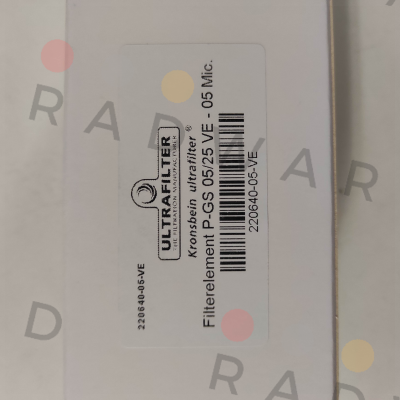 ULTRAFILTER
THE FILTRATION MANUFACTURER
Kronsbein ultrafilter ®
Filterelement P-GS 05/25 VE - 05 Mic.
220640-05-VE
220640-05-VE
RADWAR
RADWAR